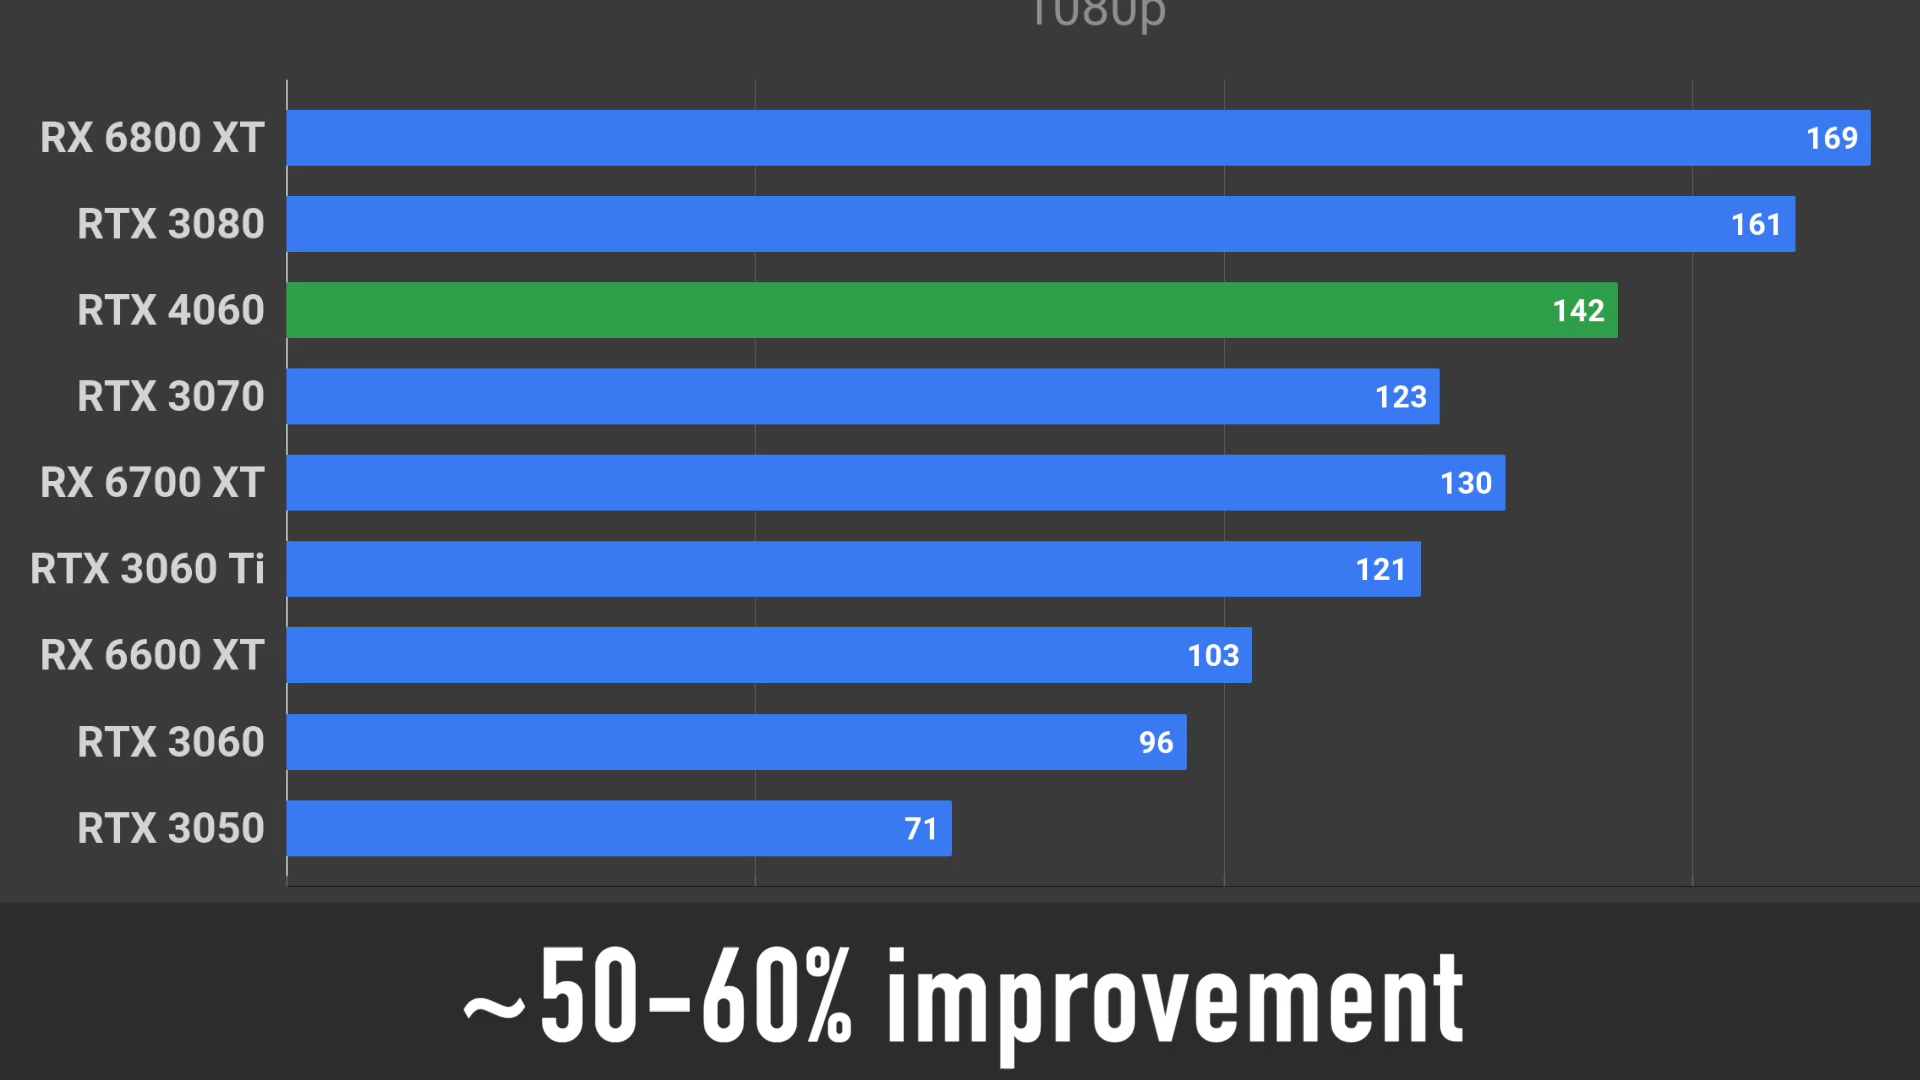 1080p
RX 6800 XT 169
RTX 3080 161
RTX 4060 142
RTX 3070 123
RX 6700 XT 130
RTX 3060 Ti 121
RX 6600 XT 103
RTX 3060 96
RTX 3050 71
~50-60% improvement